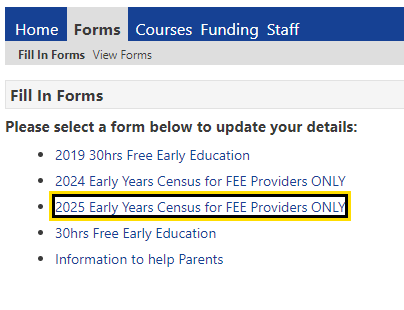 Home Forms Courses Funding Staff
Fill In Forms View Forms
Fill In Forms
Please select a form below to update your details:
2019 30hrs Free Early Education
2024 Early Years Census for FEE Providers ONLY
2025 Early Years Census for FEE Providers ONLY
30hrs Free Early Education
Information to help Parents